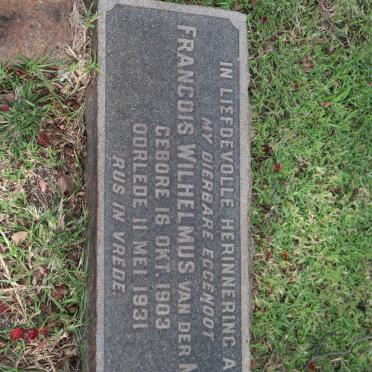 IN LIEFDEVOLLE HERINNERING A
MY DIERBARE EGGENOOT
FRANCOIS WILHELMUS VAN DER M
GEBORE 16 OKT. 1903
OORLEDE 11 MEI 1931
RUS IN VREDE.